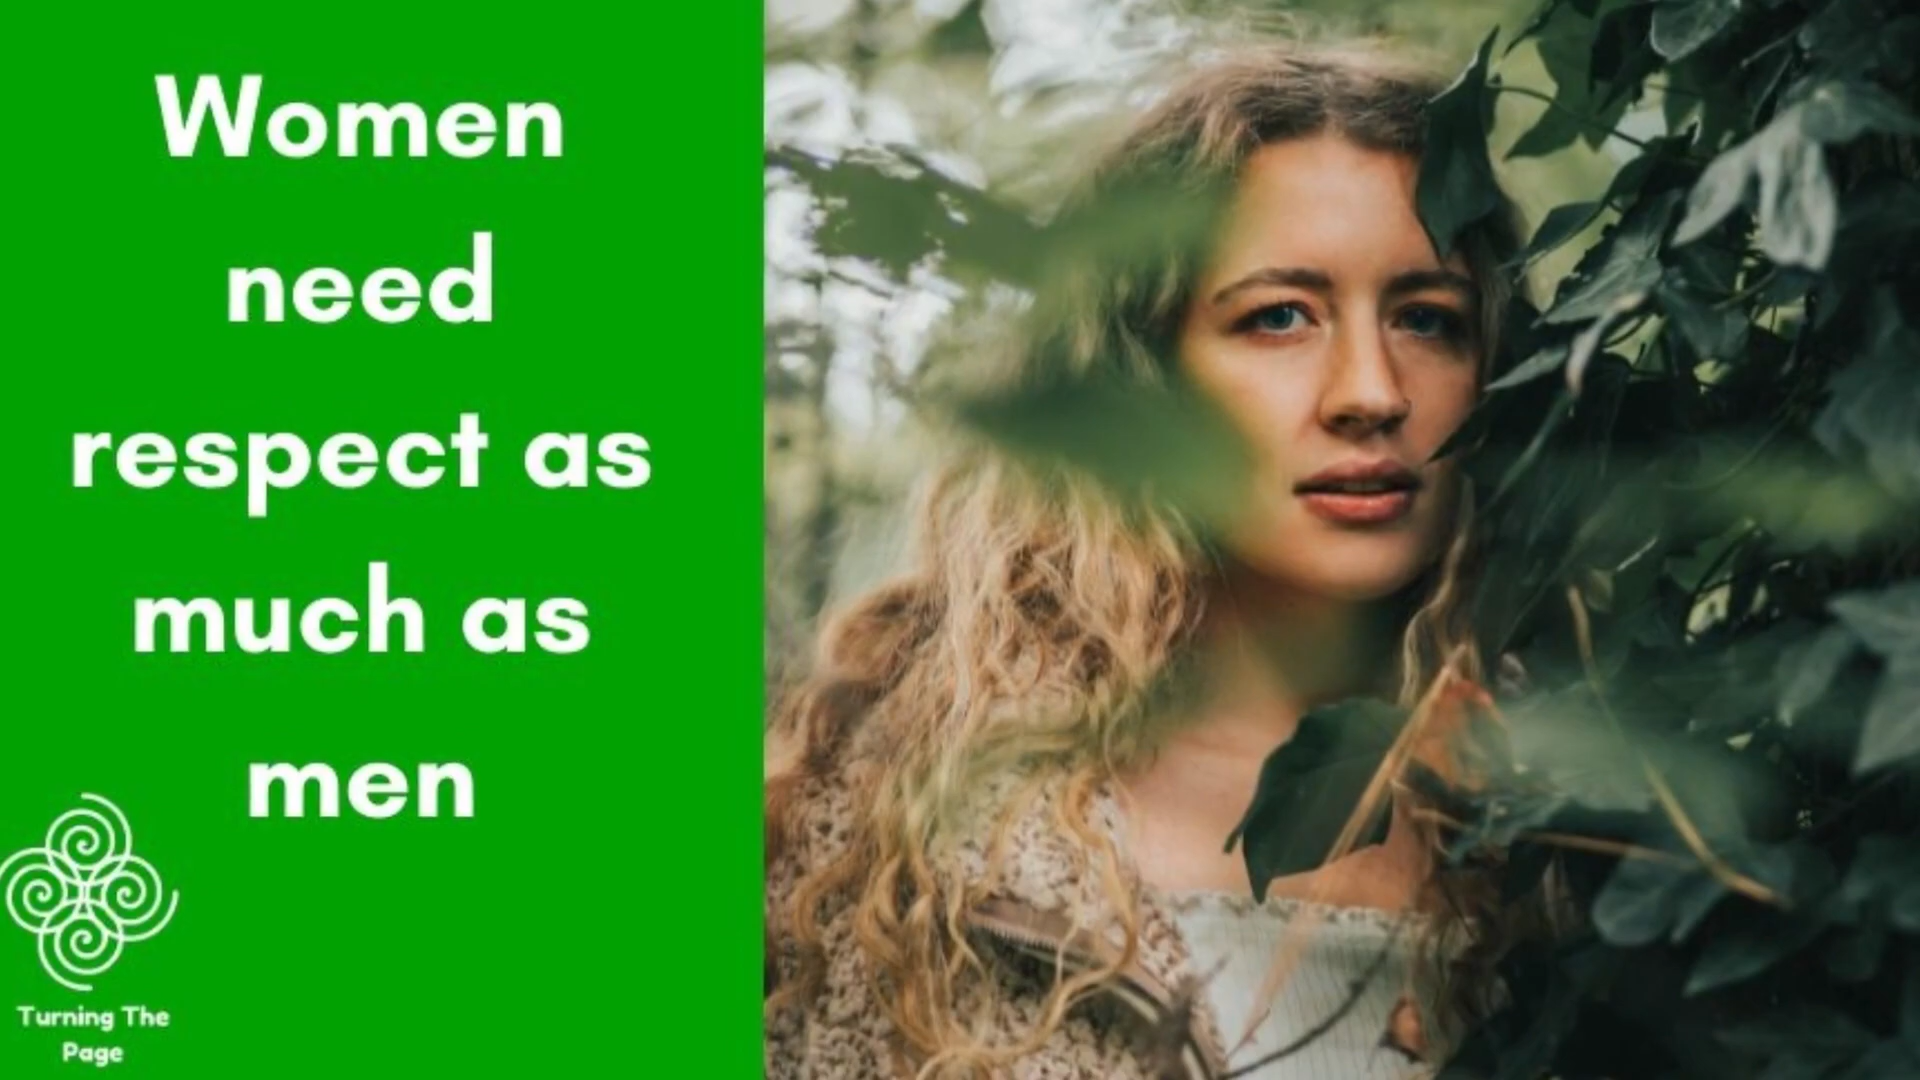 Women
need
respect as
much as
men
Turning The
Page